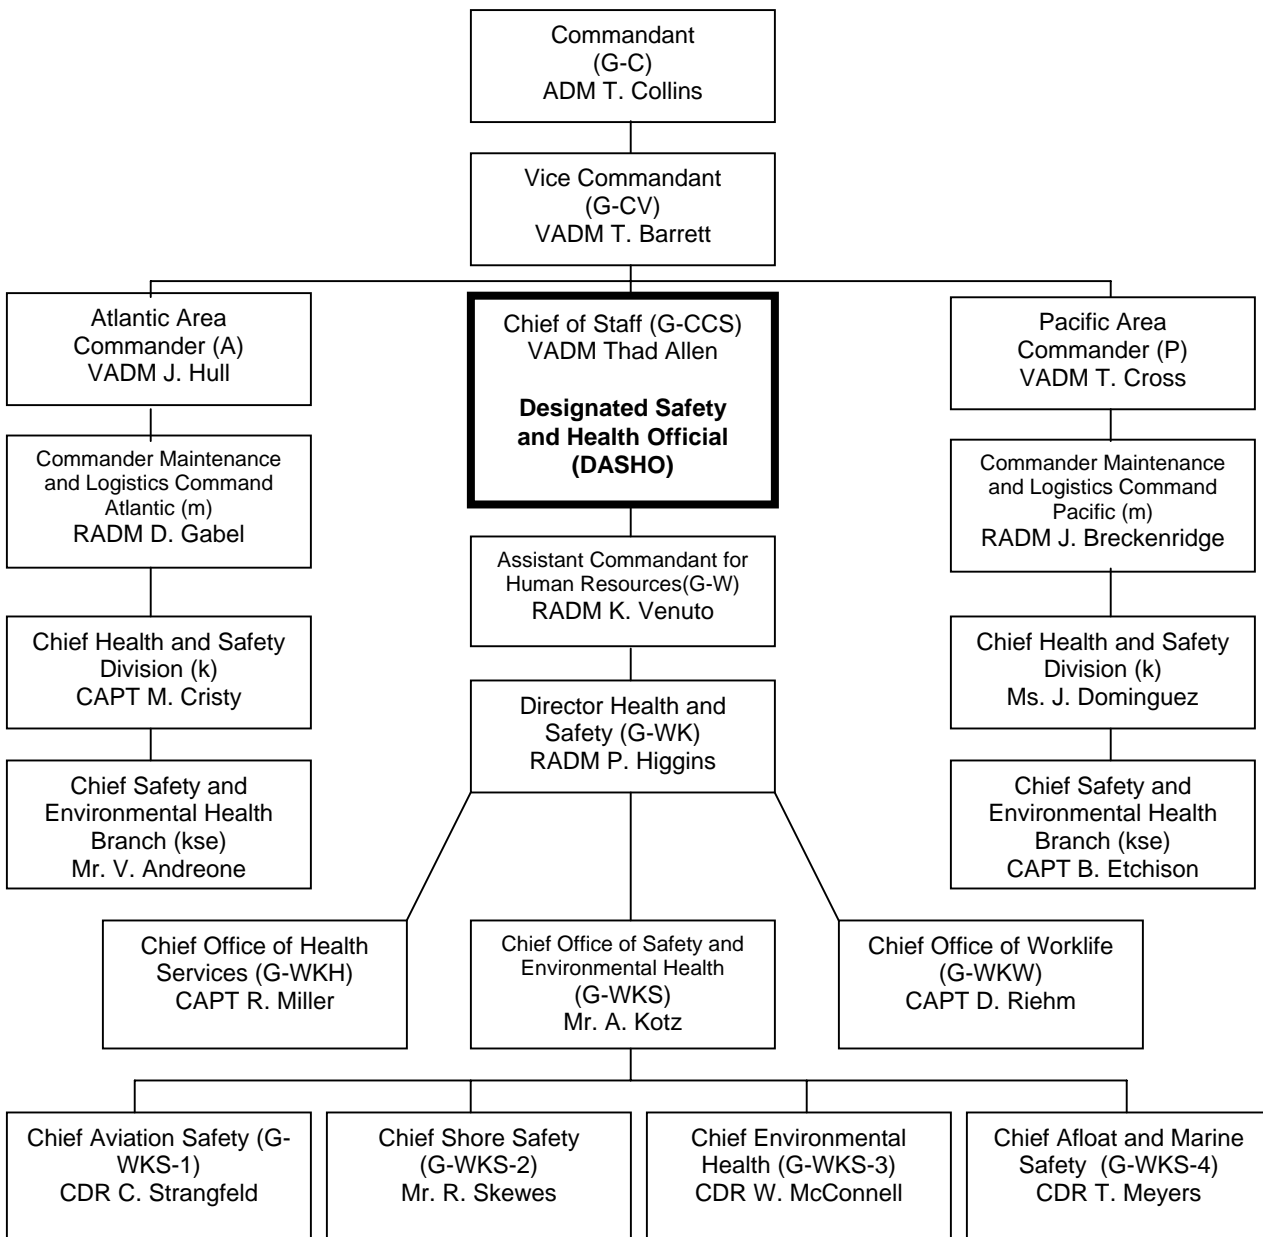 Commandant
(G-C)
ADM T. Collins
Vice Commandant
(G-CV)
VADM T. Barrett
Atlantic Area
Commander (A)
VADM J. Hull
Chief of Staff (G-CCS)
VADM Thad Allen
Designated Safety
and Health Official
(DASHO)
Pacific Area
Commander (P)
VADM T. Cross
Commander Maintenance
and Logistics Command
Atlantic (m)
RADM D. Gabel
Commander Maintenance
and Logistics Command
Pacific (m)
RADM J. Breckenridge
Assistant Commandant for
Human Resources(G-W)
RADM K. Venuto
Chief Health and Safety
Division (k)
CAPT M. Cristy
Chief Health and Safety
Division (k)
Ms. J. Dominguez
Director Health and
Safety (G-WK)
RADM P. Higgins
Chief Safety and
Environmental Health
Branch (kse)
Mr. V. Andreone
Chief Safety and
Environmental Health
Branch (kse)
CAPT B. Etchison
Chief Office of Health
Services (G-WKH)
CAPT R. Miller
Chief Office of Safety and
Environmental Health
(G-WKS)
Mr. A. Kotz
Chief Office of Worklife
(G-WKW)
CAPT D. Riehm
Chief Aviation Safety (G-
WKS-1)
CDR C. Strangfeld
Chief Shore Safety
(G-WKS-2)
Mr. R. Skewes
Chief Environmental
Health (G-WKS-3)
CDR W. McConnell
Chief Afloat and Marine
Safety (G-WKS-4)
CDR T. Meyers